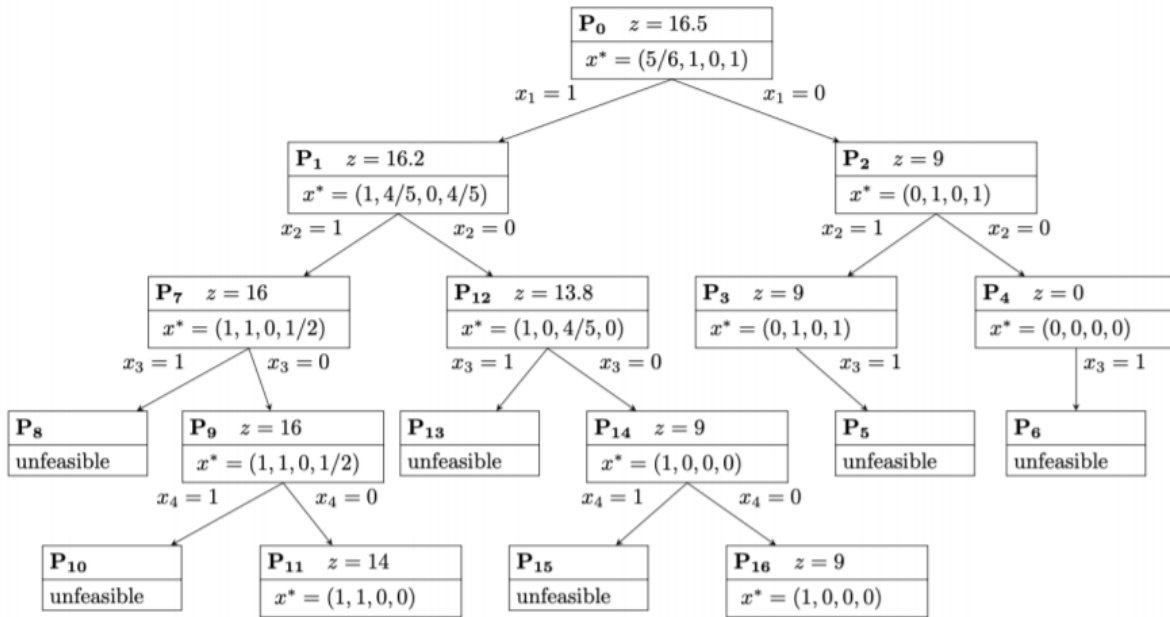 P₀ z = 16.5
x* = (5/6, 1, 0, 1)
x₁ = 1
x₁ = 0
P₁ z = 16.2
x* = (1, 4/5, 0, 4/5)
P₂ z = 9
x* = (0, 1, 0, 1)
x₂ = 1
x₂ = 0
x₂ = 1
x₂ = 0
P₇ z = 16
x* = (1, 1, 0, 1/2)
P₁₂ z = 13.8
x* = (1, 0, 4/5, 0)
P₃ z = 9
x* = (0, 1, 0, 1)
P₄ z = 0
x* = (0, 0, 0, 0)
x₃ = 1
x₃ = 0
x₃ = 1
x₃ = 0
x₃ = 1
x₃ = 1
P₈
unfeasible
P₉ z = 16
x* = (1, 1, 0, 1/2)
P₁₃
unfeasible
P₁₄ z = 9
x* = (1, 0, 0, 0)
P₅
unfeasible
P₆
unfeasible
x₄ = 1
x₄ = 0
x₄ = 1
x₄ = 0
P₁₀
unfeasible
P₁₁ z = 14
x* = (1, 1, 0, 0)
P₁₅
unfeasible
P₁₆ z = 9
x* = (1, 0, 0, 0)